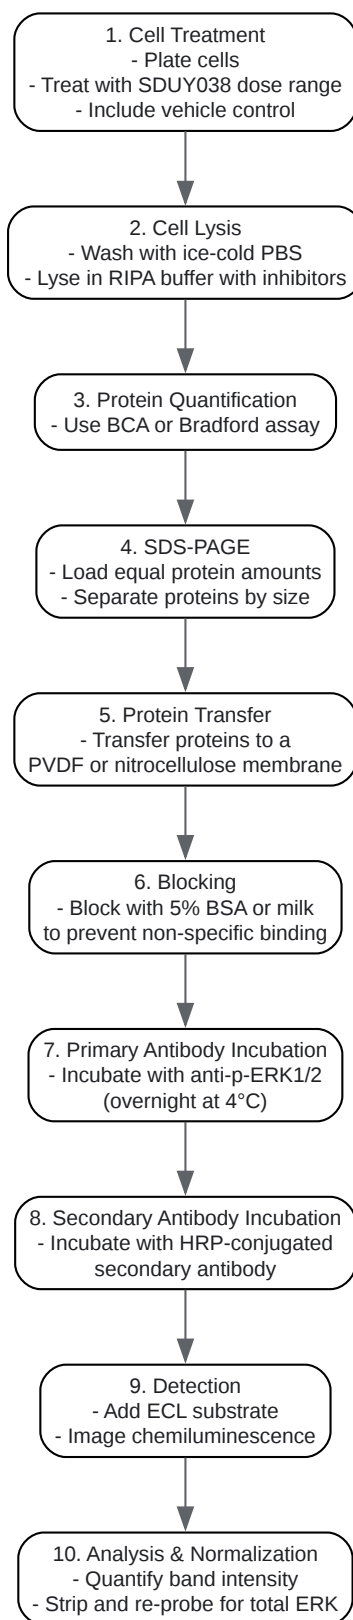 1. Cell Treatment
- Plate cells
- Treat with SDUY038 dose range
- Include vehicle control
2. Cell Lysis
- Wash with ice-cold PBS
- Lyse in RIPA buffer with inhibitors
3. Protein Quantification
- Use BCA or Bradford assay
4. SDS-PAGE
- Load equal protein amounts
- Separate proteins by size
5. Protein Transfer
- Transfer proteins to a
PVDF or nitrocellulose membrane
6. Blocking
- Block with 5% BSA or milk
to prevent non-specific binding
7. Primary Antibody Incubation
- Incubate with anti-p-ERK1/2
(overnight at 4°C)
8. Secondary Antibody Incubation
- Incubate with HRP-conjugated
secondary antibody
9. Detection
- Add ECL substrate
- Image chemiluminescence
10. Analysis & Normalization
- Quantify band intensity
- Strip and re-probe for total ERK